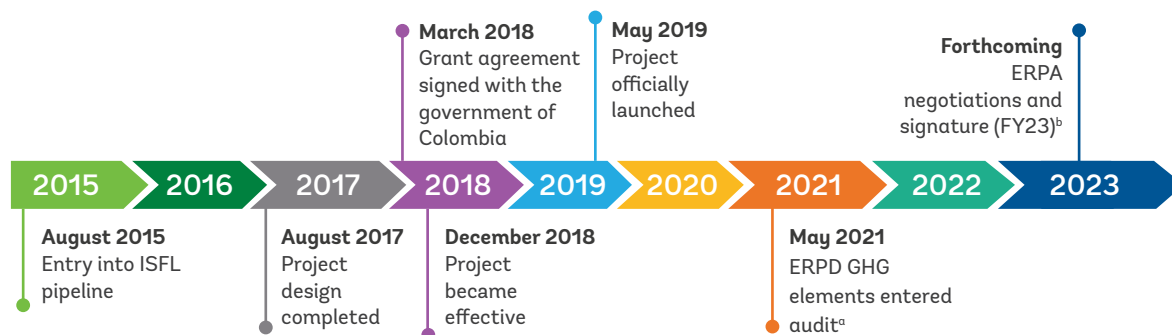 March 2018
Grant agreement
signed with the
government of
Colombia
May 2019
Project
officially
launched
Forthcoming
ERPA
negotiations and
signature (FY23)ᵇ
2015
2016
2017
2018
2019
2020
2021
2022
2023
August 2015
Entry into ISFL
pipeline
August 2017
Project
design
completed
December 2018
Project
became
effective
May 2021
ERPD GHG
elements entered
auditᵃ